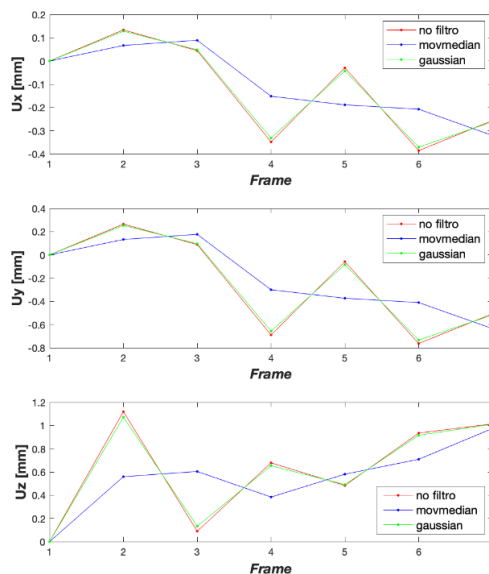 0.2
0.1
0
-0.1
-0.2
-0.3
-0.4
Ux [mm]
no filtro
movmedian
gaussian
1 2 3 4 5 6
Frame
0.4
0.2
0
-0.2
-0.4
-0.6
-0.8
Uy [mm]
no filtro
movmedian
gaussian
1 2 3 4 5 6
Frame
1.2
1
0.8
0.6
0.4
0.2
0
Uz [mm]
no filtro
movmedian
gaussian
1 2 3 4 5 6
Frame